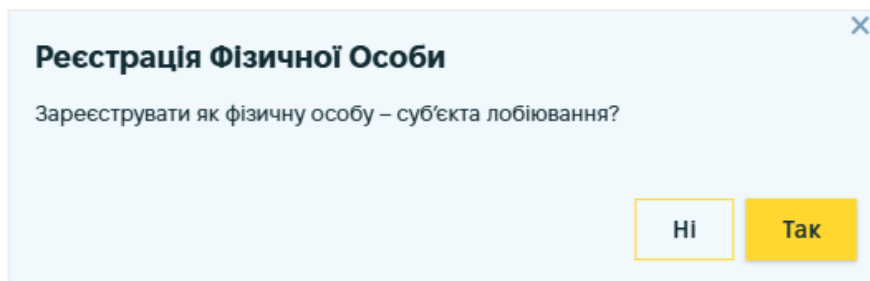 Реєстрація Фізичної Особи
Зареєструвати як фізичну особу – суб’єкта лобіювання?
Ні
Так